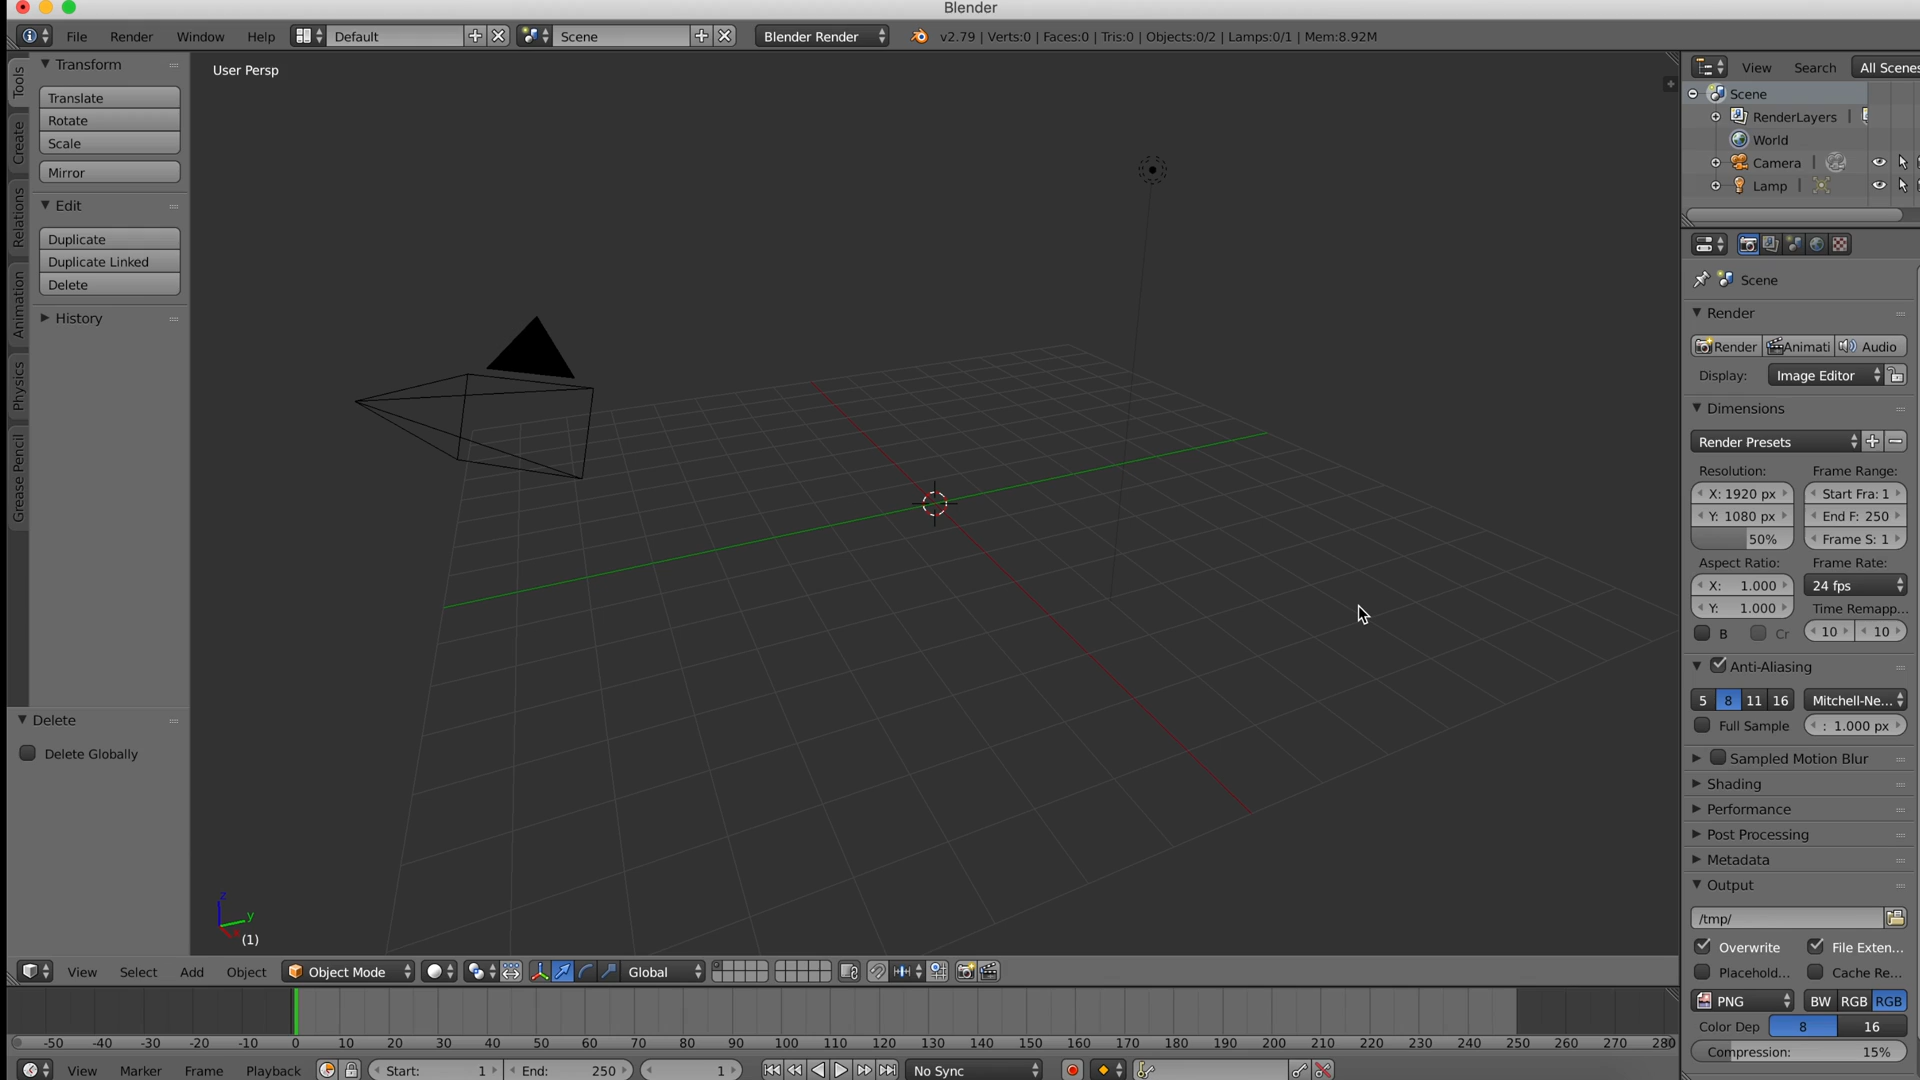 Blender
File Render Window Help Default Scene Blender Render v2.79 | Verts:0 | Faces:0 | Tris:0 | Objects:0/2 | Lamps:0/1 | Mem:8.92M
Tools
Create
Relations
Animation
Physics
Grease Pencil
Transform
Translate
Rotate
Scale
Mirror
Edit
Duplicate
Duplicate Linked
Delete
History
Delete
Delete Globally
User Persp
z
y
x
(1)
View Search All Scenes
Scene
RenderLayers |
World
Camera |
Lamp |
Scene
Render
Render Animati Audio
Display: Image Editor
Dimensions
Render Presets
Resolution: Frame Range:
X: 1920 px Start Fra: 1
Y: 1080 px End F: 250
50% Frame S: 1
Aspect Ratio: Frame Rate:
X: 1.000 24 fps
Y: 1.000 Time Remapp...
B Cr 10 10
Anti-Aliasing
5 8 11 16 Mitchell-Ne...
Full Sample : 1.000 px
Sampled Motion Blur
Shading
Performance
Post Processing
Metadata
Output
/tmp/
Overwrite File Exten...
Placehold... Cache Re...
PNG BW RGB RGB
Color Dep 8 16
Compression: 15%
View Select Add Object Object Mode Global
-50 -40 -30 -20 -10 0 10 20 30 40 50 60 70 80 90 100 110 120 130 140 150 160 170 180 190 200 210 220 230 240 250 260 270 280
View Marker Frame Playback Start: 1 End: 250 1 No Sync